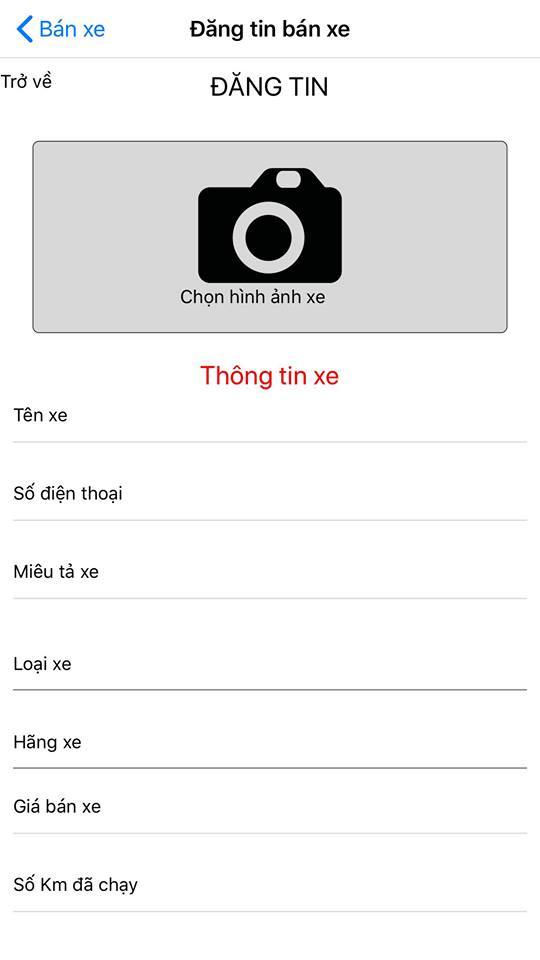 Bán xe
Đăng tin bán xe
Trở về
ĐĂNG TIN
Chọn hình ảnh xe
Thông tin xe
Tên xe
Số điện thoại
Miêu tả xe
Loại xe
Hãng xe
Giá bán xe
Số Km đã chạy